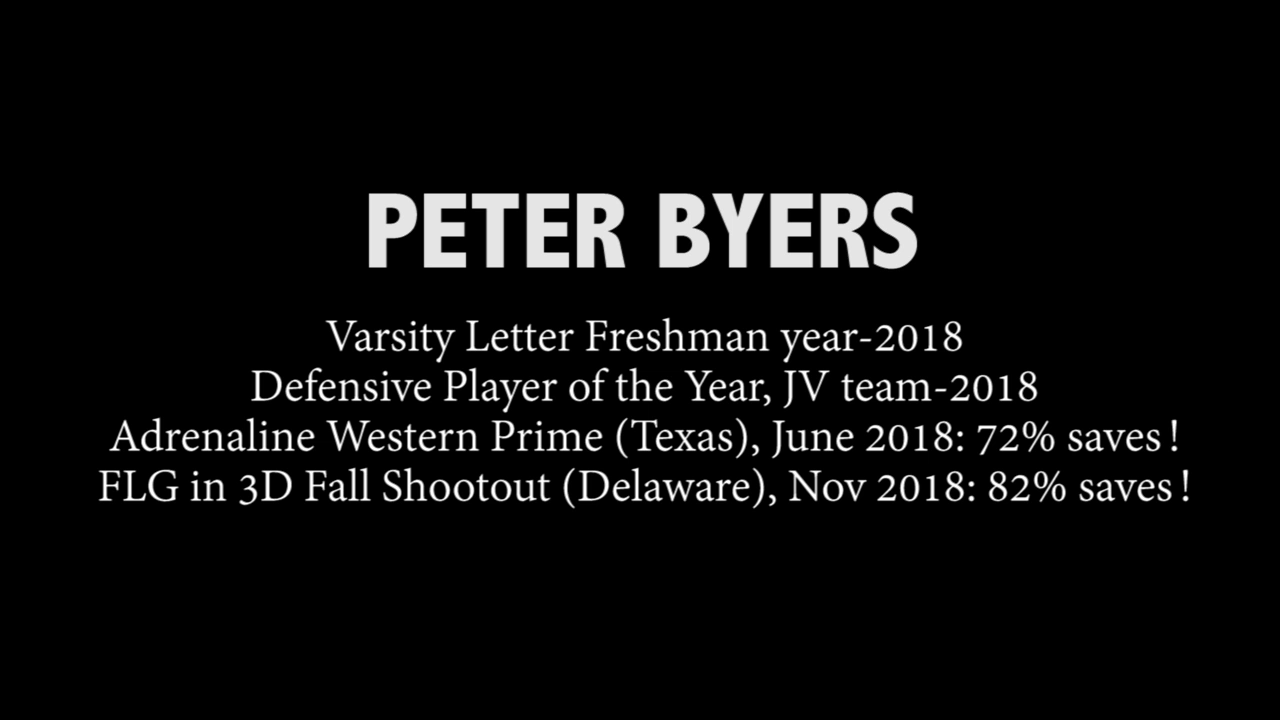 PETER BYERS
Varsity Letter Freshman year-2018
Defensive Player of the Year, JV team-2018
Adrenaline Western Prime (Texas), June 2018: 72% saves!
FLG in 3D Fall Shootout (Delaware), Nov 2018: 82% saves!